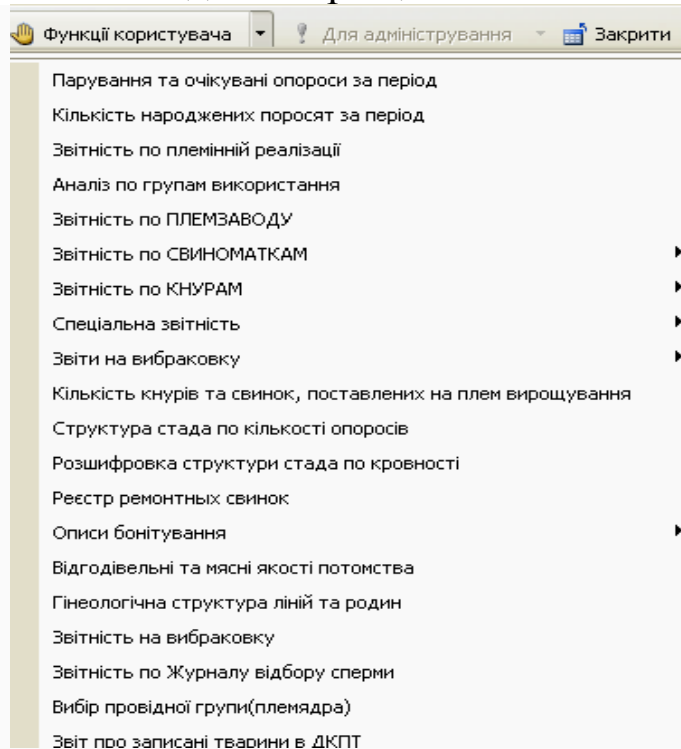 Функції користувача Для адміністрування Закрити
Парування та очікувані опороси за період
Кількість народжених поросят за період
Звітність по племінній реалізації
Аналіз по групам використання
Звітність по ПЛЕМЗАВОДУ
Звітність по СВИНОМАТКАМ
Звітність по КНУРАМ
Спеціальна звітність
Звіти на вибраковку
Кількість кнурів та свинок, поставлених на плем вирощування
Структура стада по кількості опоросів
Розшифровка структури стада по кровності
Реєстр ремонтных свинок
Описи бонітування
Відгодівельні та мясні якості потомства
Гінеологічна структура ліній та родин
Звітність на вибраковку
Звітність по Журналу відбору сперми
Вибір провідної групи(племядра)
Звіт про записані тварини в ДКПТ